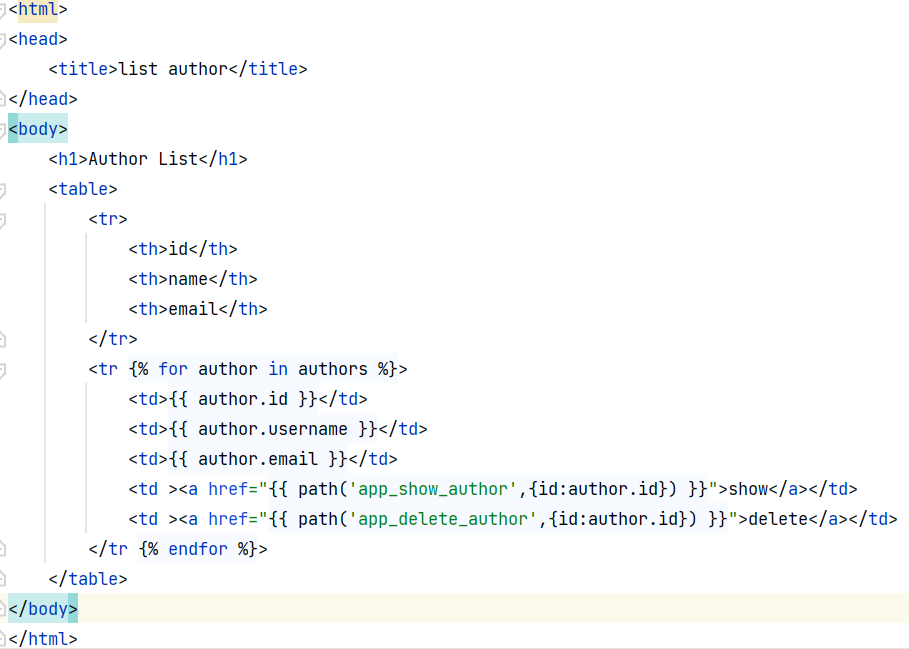 <html>
<head>
    <title>list author</title>
</head>
<body>
    <h1>Author List</h1>
    <table>
        <tr>
            <th>id</th>
            <th>name</th>
            <th>email</th>
        </tr>
        <tr {% for author in authors %}>
            <td>{{ author.id }}</td>
            <td>{{ author.username }}</td>
            <td>{{ author.email }}</td>
            <td ><a href="{{ path('app_show_author',{id:author.id}) }}">show</a></td>
            <td ><a href="{{ path('app_delete_author',{id:author.id}) }}">delete</a></td>
        </tr {% endfor %}>
    </table>
</body>
</html>